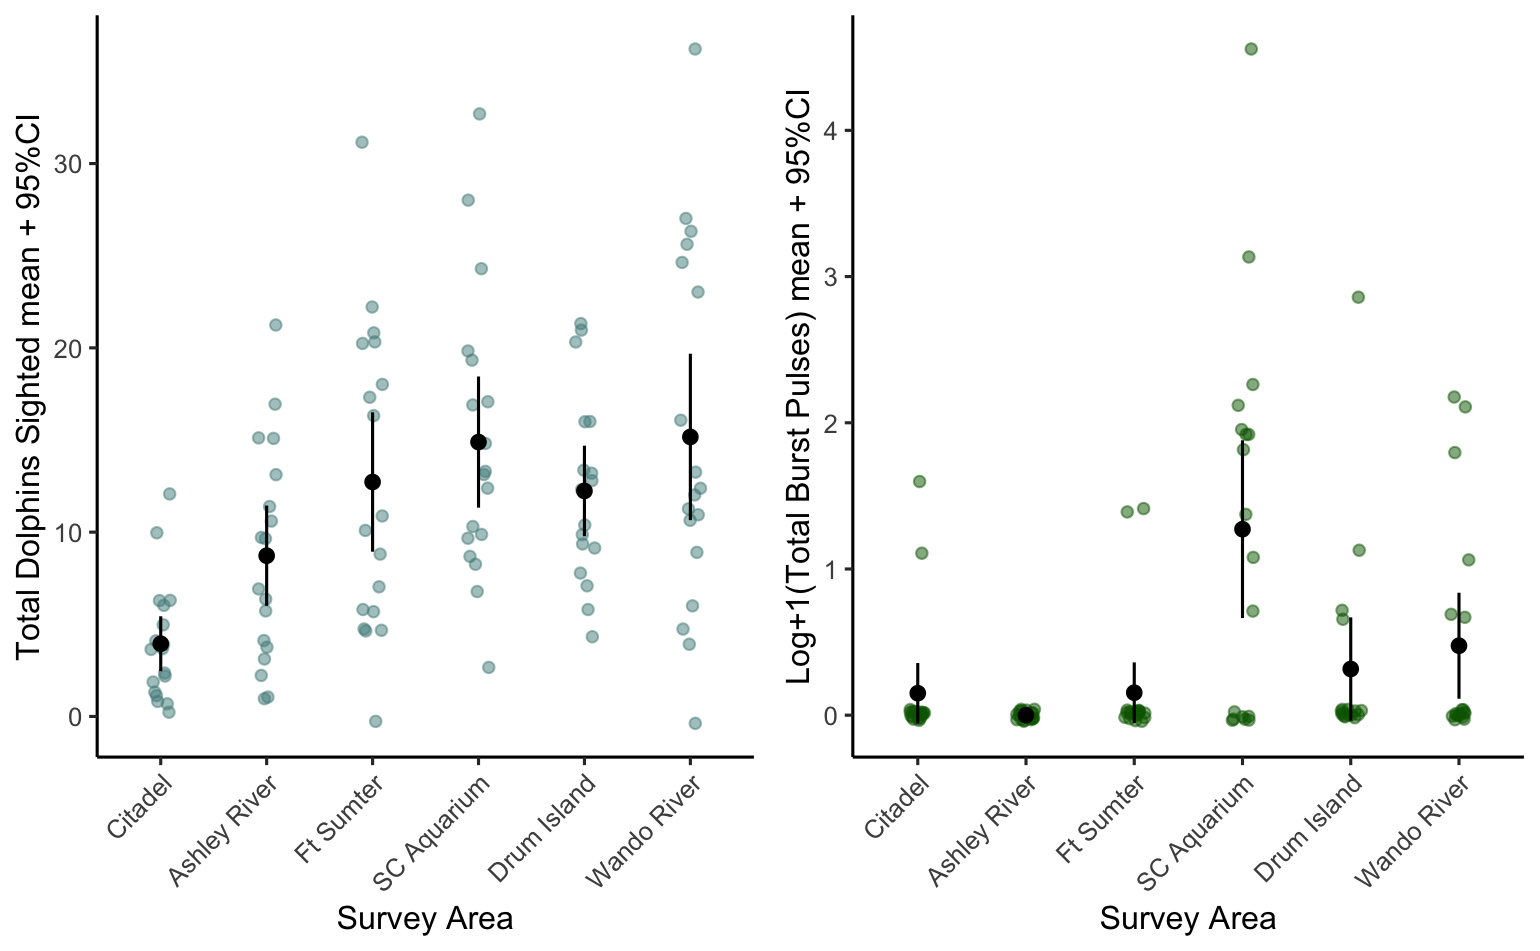 Total Dolphins Sighted mean + 95%CI
30
20
10
0
Citadel
Ashley River
Ft Sumter
SC Aquarium
Drum Island
Wando River
Survey Area
Log+1(Total Burst Pulses) mean + 95%CI
4
3
2
1
0
Citadel
Ashley River
Ft Sumter
SC Aquarium
Drum Island
Wando River
Survey Area